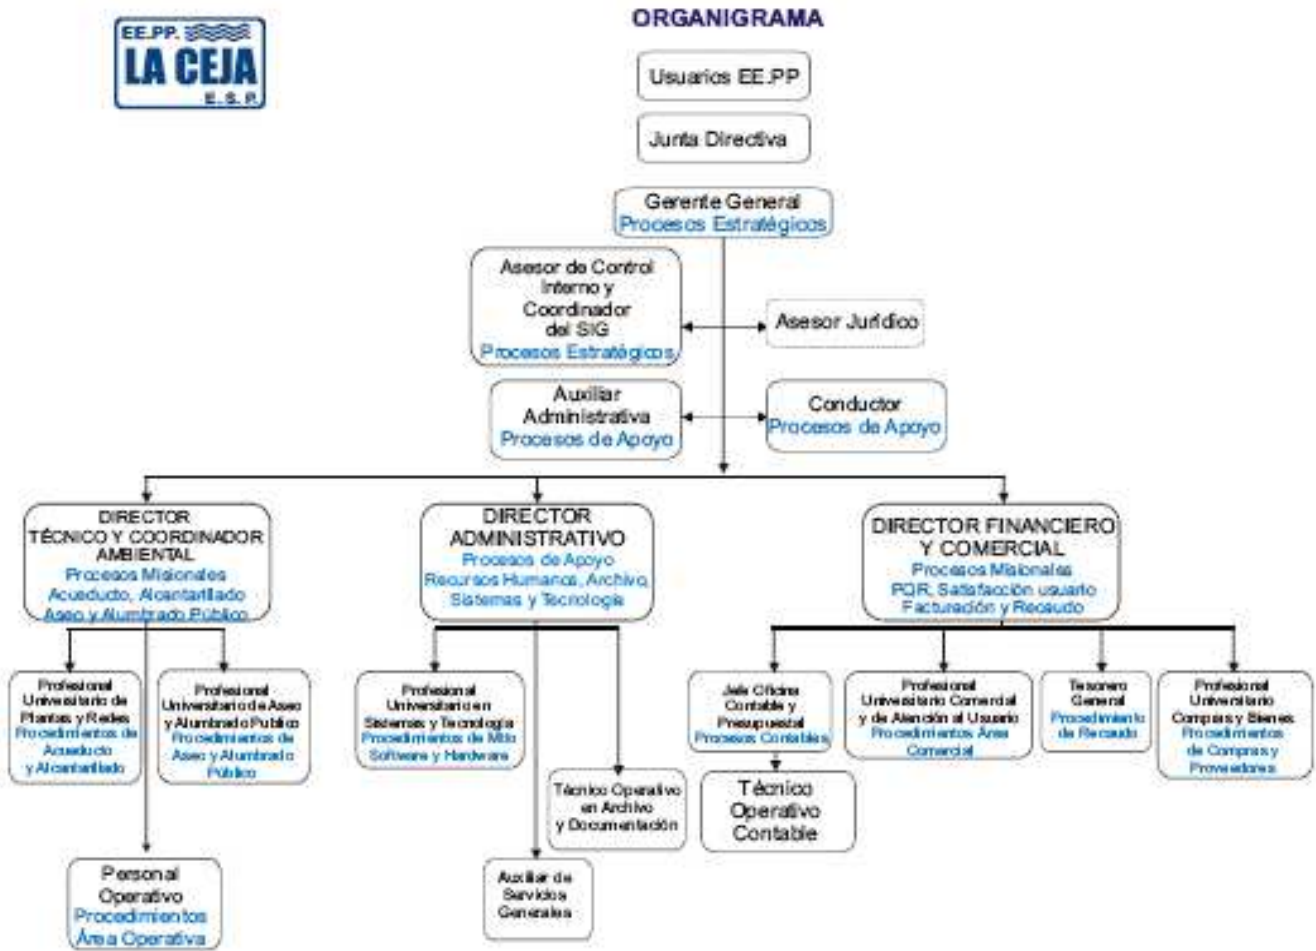 EE.PP.
LA CEJA
E. S. P.
ORGANIGRAMA
Usuarios EE.PP
Junta Directiva
Gerente General
Procesos Estratégicos
Asesor de Control
Interno y
Coordinador
del SIG
Procesos Estratégicos
Asesor Jurídico
Auxiliar
Administrativa
Procesos de Apoyo
Conductor
Procesos de Apoyo
DIRECTOR
TÉCNICO Y COORDINADOR
AMBIENTAL
Procesos Misionales
Acueducto, Alcantarillado
Aseo y Alumbrado Público
DIRECTOR
ADMINISTRATIVO
Procesos de Apoyo
Recursos Humanos, Archivo,
Sistemas y Tecnología
DIRECTOR FINANCIERO
Y COMERCIAL
Procesos Misionales
PQR, Satisfacción usuario
Facturación y Recaudo
Profesional
Universitario de
Plantas y Redes
Procedimientos de
Acueducto
y Alcantarillado
Profesional
Universitario de Aseo
y Alumbrado Publico
Procedimientos de
Aseo y Alumbrado
Público
Profesional
Universitario en
Sistemas y Tecnología
Procedimientos de Mtto
Software y Hardware
Jefe Oficina
Contable y
Presupuestal
Procesos Contables
Profesional
Universitario Comercial
y de Atención al Usuario
Procedimientos Área
Comercial
Tesorero
General
Procedimiento
de Recaudo
Profesional
Universitario
Compras y Bienes
Procedimientos
de Compras y
Proveedores
Técnico Operativo
en Archivo
y Documentación
Técnico
Operativo
Contable
Personal
Operativo
Procedimientos
Área Operativa
Auxiliar de
Servicios
Generales